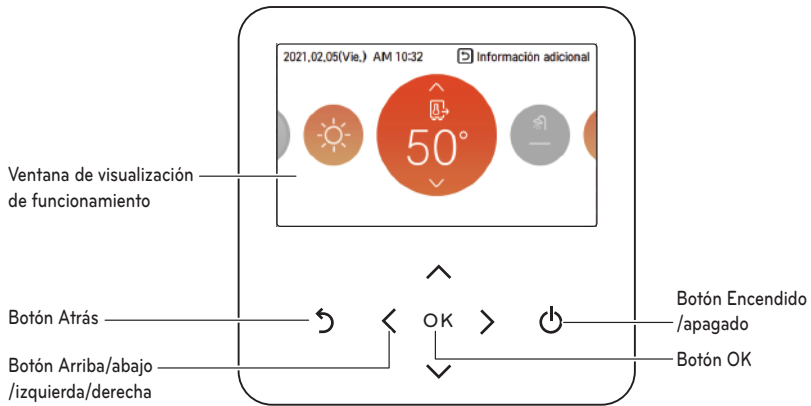 2021.02.05(Vie.) AM 10:32
Información adicional
50°
Ventana de visualización
de funcionamiento
Botón Atrás
Botón Arriba/abajo
/izquierda/derecha
OK
Botón Encendido
/apagado
Botón OK